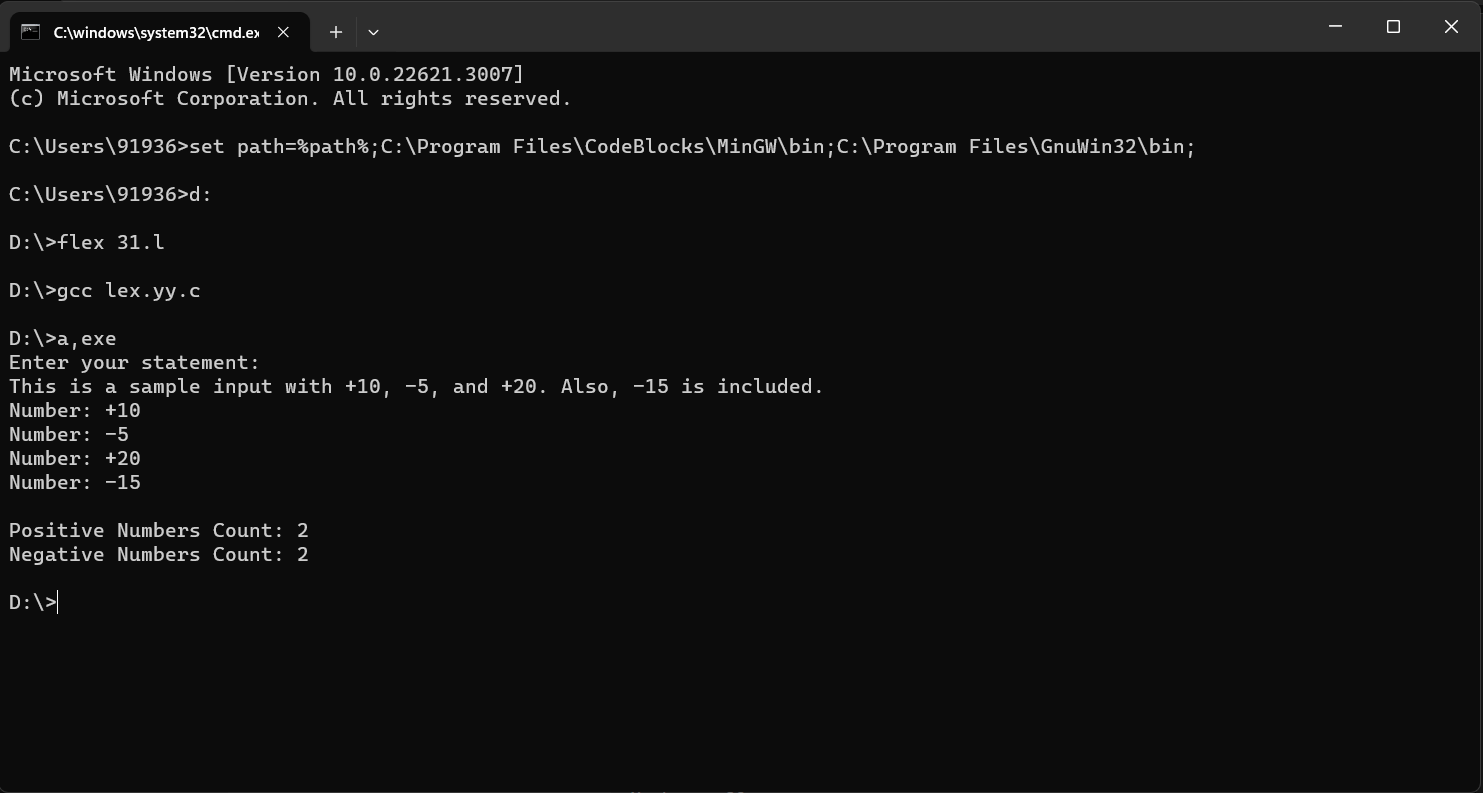 C:\windows\system32\cmd.ex
Microsoft Windows [Version 10.0.22621.3007]
(c) Microsoft Corporation. All rights reserved.
C:\Users\91936>set path=%path%;C:\Program Files\CodeBlocks\MinGW\bin;C:\Program Files\GnuWin32\bin;
C:\Users\91936>d:
D:\>flex 31.l
D:\>gcc lex.yy.c
D:\>a,exe
Enter your statement:
This is a sample input with +10, -5, and +20. Also, -15 is included.
Number: +10
Number: -5
Number: +20
Number: -15
Positive Numbers Count: 2
Negative Numbers Count: 2
D:\>